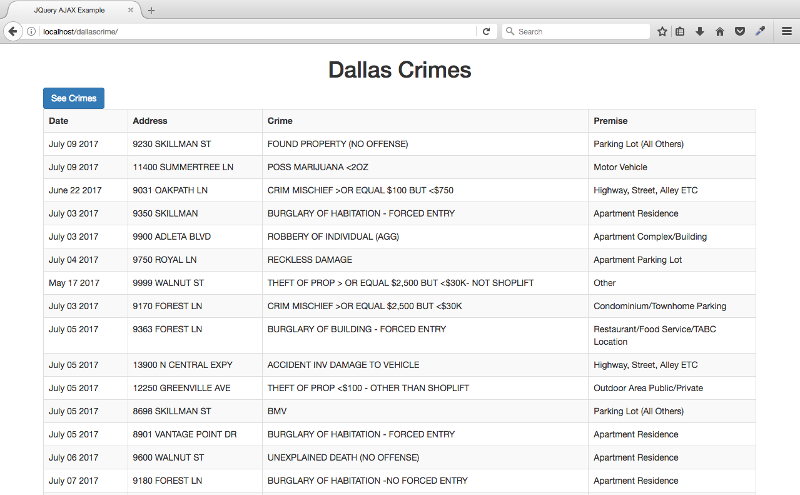 JQuery AJAX Example
localhost/dallascrime/
Search
Dallas Crimes
See Crimes
Date Address Crime Premise
July 09 2017 9230 SKILLMAN ST FOUND PROPERTY (NO OFFENSE) Parking Lot (All Others)
July 09 2017 11400 SUMMERTREE LN POSS MARIJUANA <2OZ Motor Vehicle
June 22 2017 9031 OAKPATH LN CRIM MISCHIEF >OR EQUAL $100 BUT <$750 Highway, Street, Alley ETC
July 03 2017 9350 SKILLMAN BURGLARY OF HABITATION - FORCED ENTRY Apartment Residence
July 03 2017 9900 ADLETA BLVD ROBBERY OF INDIVIDUAL (AGG) Apartment Complex/Building
July 04 2017 9750 ROYAL LN RECKLESS DAMAGE Apartment Parking Lot
May 17 2017 9999 WALNUT ST THEFT OF PROP > OR EQUAL $2,500 BUT <$30K- NOT SHOPLIFT Other
July 03 2017 9170 FOREST LN CRIM MISCHIEF >OR EQUAL $2,500 BUT <$30K Condominium/Townhome Parking
July 05 2017 9363 FOREST LN BURGLARY OF BUILDING - FORCED ENTRY Restaurant/Food Service/TABC
Location
July 05 2017 13900 N CENTRAL EXPY ACCIDENT INV DAMAGE TO VEHICLE Highway, Street, Alley ETC
July 05 2017 12250 GREENVILLE AVE THEFT OF PROP <$100 - OTHER THAN SHOPLIFT Outdoor Area Public/Private
July 05 2017 8698 SKILLMAN ST BMV Parking Lot (All Others)
July 05 2017 8901 VANTAGE POINT DR BURGLARY OF HABITATION - FORCED ENTRY Apartment Residence
July 06 2017 9600 WALNUT ST UNEXPLAINED DEATH (NO OFFENSE) Apartment Residence
July 07 2017 9180 FOREST LN BURGLARY OF HABITATION -NO FORCED ENTRY Apartment Residence